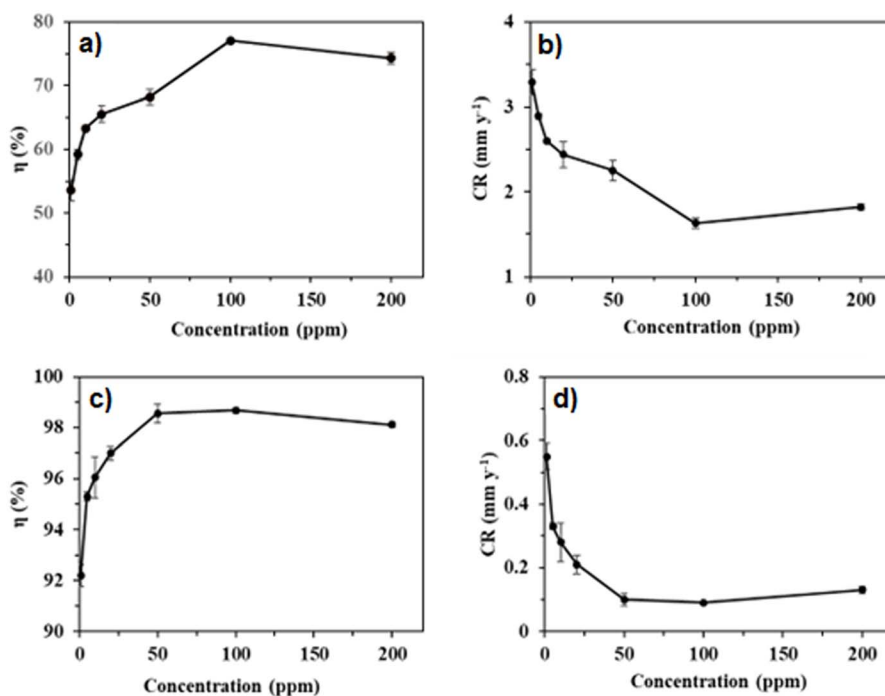 a)
η (%)
80
70
60
50
40
0 50 100 150 200
Concentration (ppm)
b)
CR (mm y⁻¹)
4
3
2
1
0 50 100 150 200
Concentration (ppm)
c)
η (%)
100
98
96
94
92
90
0 50 100 150 200
Concentration (ppm)
d)
CR (mm y⁻¹)
0.8
0.6
0.4
0.2
0
0 50 100 150 200
Concentration (ppm)